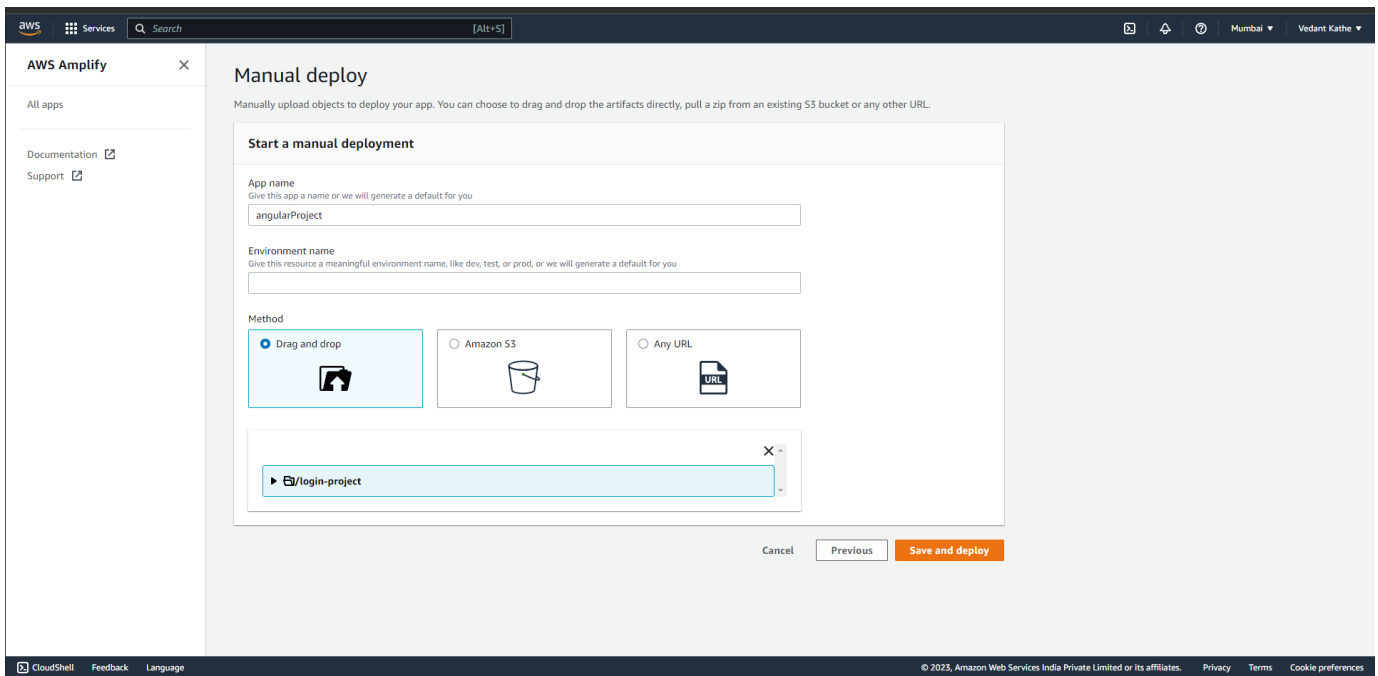 aws Services Search [Alt+S] Mumbai ▼ Vedant Kathe ▼
AWS Amplify
All apps
Documentation
Support
Manual deploy
Manually upload objects to deploy your app. You can choose to drag and drop the artifacts directly, pull a zip from an existing S3 bucket or any other URL.
Start a manual deployment
App name
Give this app a name or we will generate a default for you
angularProject
Environment name
Give this resource a meaningful environment name, like dev, test, or prod, or we will generate a default for you
Method
Drag and drop Amazon S3 Any URL
URL
/login-project
Cancel Previous Save and deploy
CloudShell Feedback Language © 2023, Amazon Web Services India Private Limited or its affiliates. Privacy Terms Cookie preferences